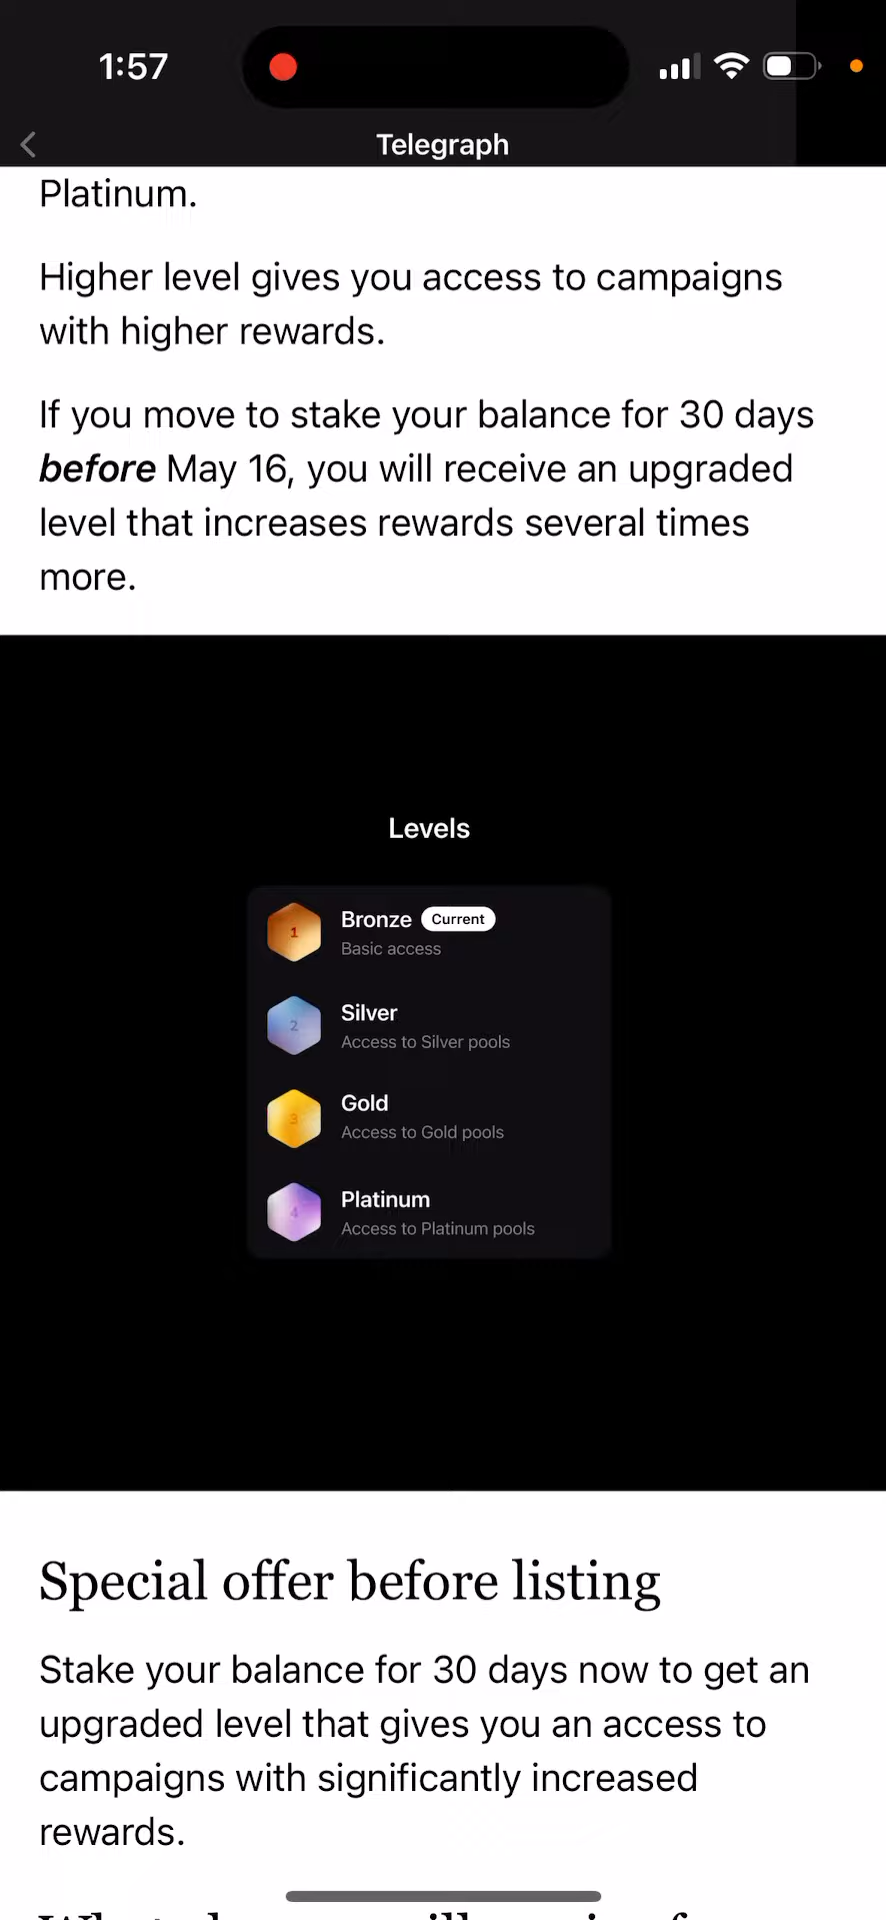 1:57
Telegraph
Platinum.
Higher level gives you access to campaigns
with higher rewards.
If you move to stake your balance for 30 days
before May 16, you will receive an upgraded
level that increases rewards several times
more.
Levels
1
Bronze Current
Basic access
2
Silver
Access to Silver pools
3
Gold
Access to Gold pools
4
Platinum
Access to Platinum pools
Special offer before listing
Stake your balance for 30 days now to get an
upgraded level that gives you an access to
campaigns with significantly increased
rewards.